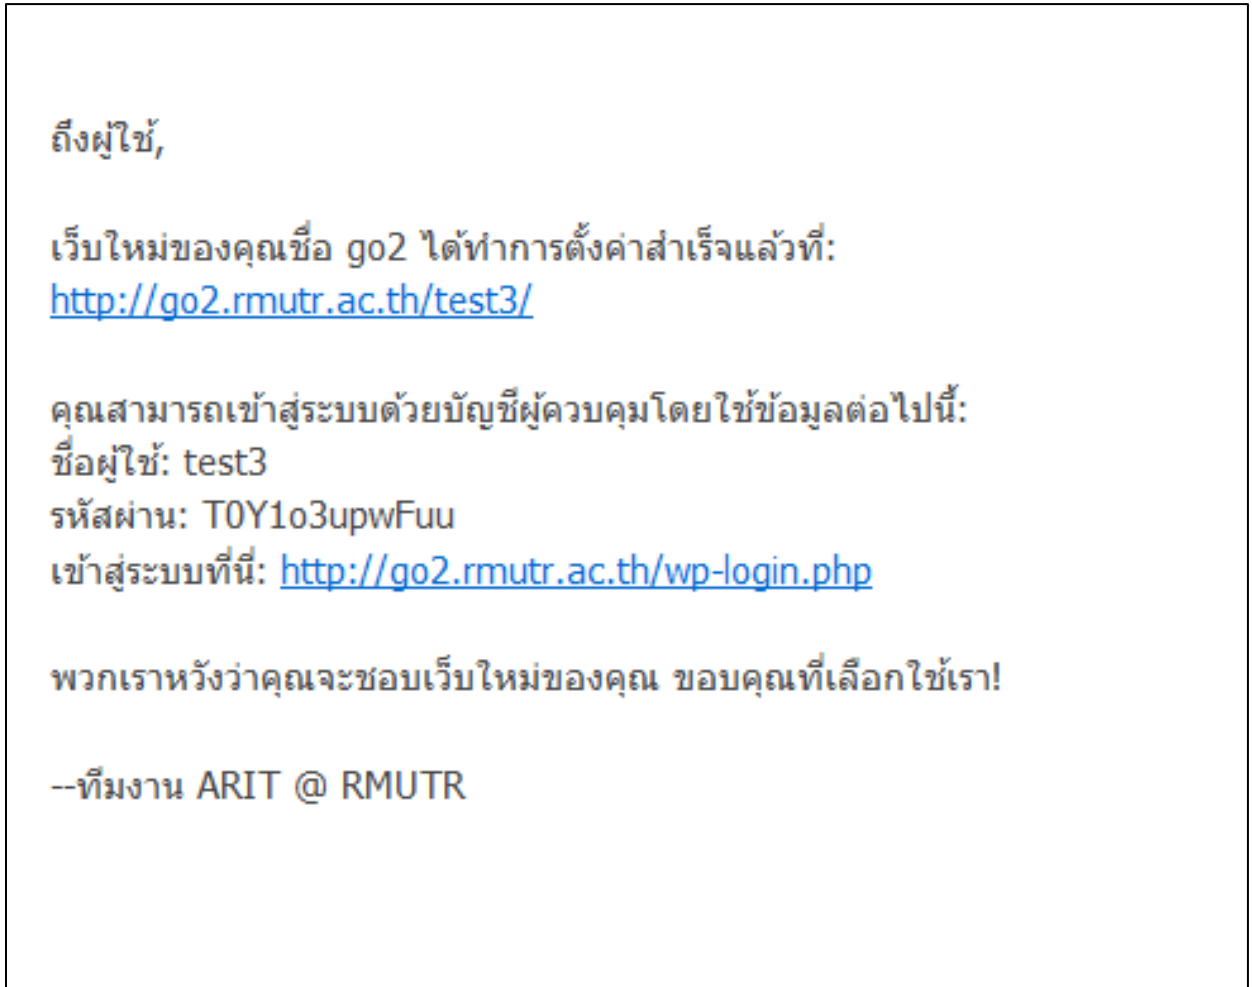 ถึงผู้ใช้,
เว็บใหม่ของคุณชื่อ go2 ได้ทำการตั้งค่าสำเร็จแล้วที่:
http://go2.rmutr.ac.th/test3/
คุณสามารถเข้าสู่ระบบด้วยบัญชีผู้ควบคุมโดยใช้ข้อมูลต่อไปนี้:
ชื่อผู้ใช้: test3
รหัสผ่าน: T0Y1o3upwFuu
เข้าสู่ระบบที่นี่: http://go2.rmutr.ac.th/wp-login.php
พวกเราหวังว่าคุณจะชอบเว็บใหม่ของคุณ ขอบคุณที่เลือกใช้เรา!
--ทีมงาน ARIT @ RMUTR